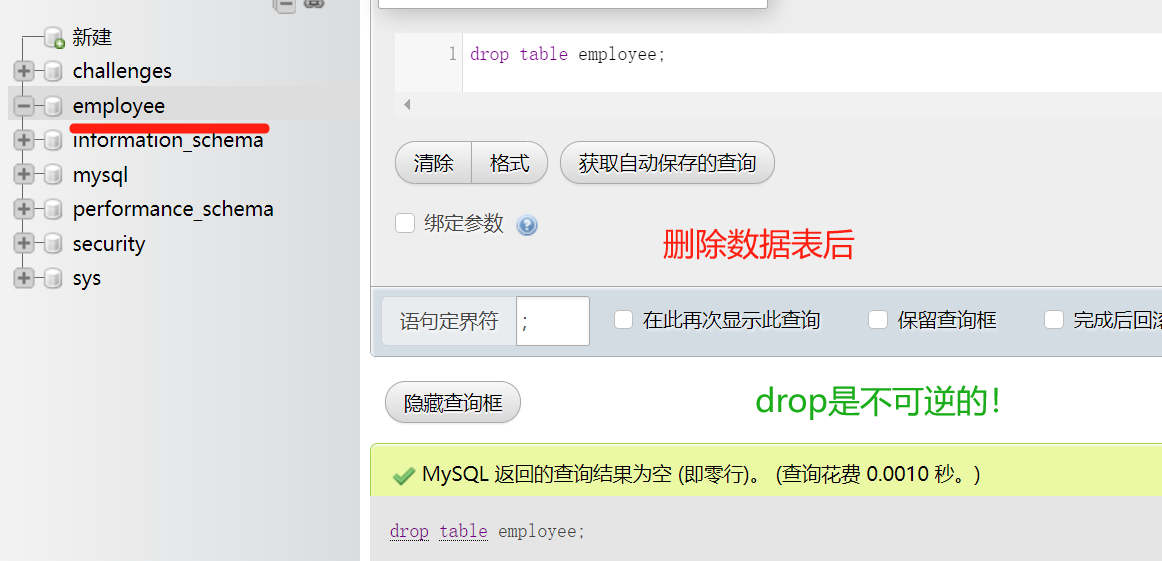 新建
challenges
employee
information_schema
mysql
performance_schema
security
sys
1 drop table employee;
清除 格式 获取自动保存的查询
绑定参数
删除数据表后
语句定界符 ; 在此再次显示此查询 保留查询框 完成后回滚
隐藏查询框
drop是不可逆的!
MySQL 返回的查询结果为空 (即零行)。 (查询花费 0.0010 秒。)
drop table employee;